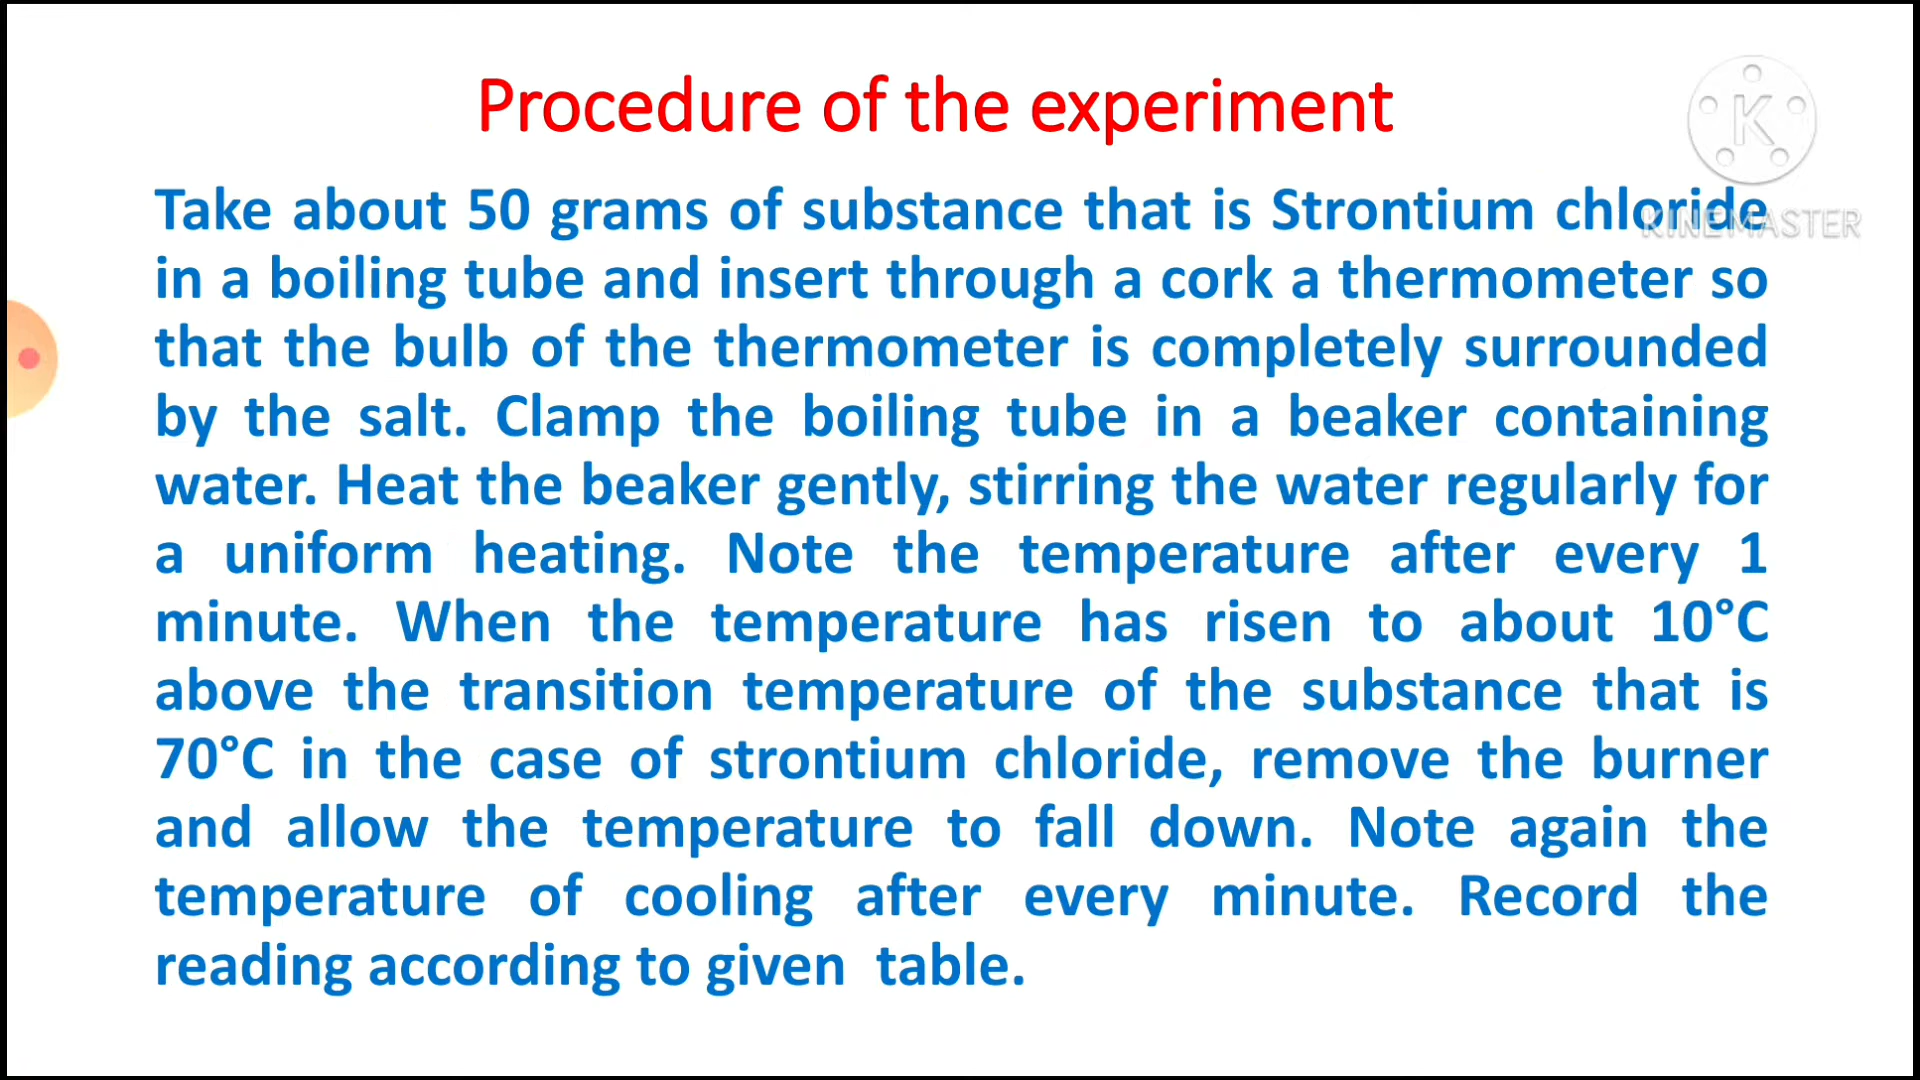 Procedure of the experiment
K
KINEMASTER
Take about 50 grams of substance that is Strontium chloride
in a boiling tube and insert through a cork a thermometer so
that the bulb of the thermometer is completely surrounded
by the salt. Clamp the boiling tube in a beaker containing
water. Heat the beaker gently, stirring the water regularly for
a uniform heating. Note the temperature after every 1
minute. When the temperature has risen to about 10°C
above the transition temperature of the substance that is
70°C in the case of strontium chloride, remove the burner
and allow the temperature to fall down. Note again the
temperature of cooling after every minute. Record the
reading according to given table.